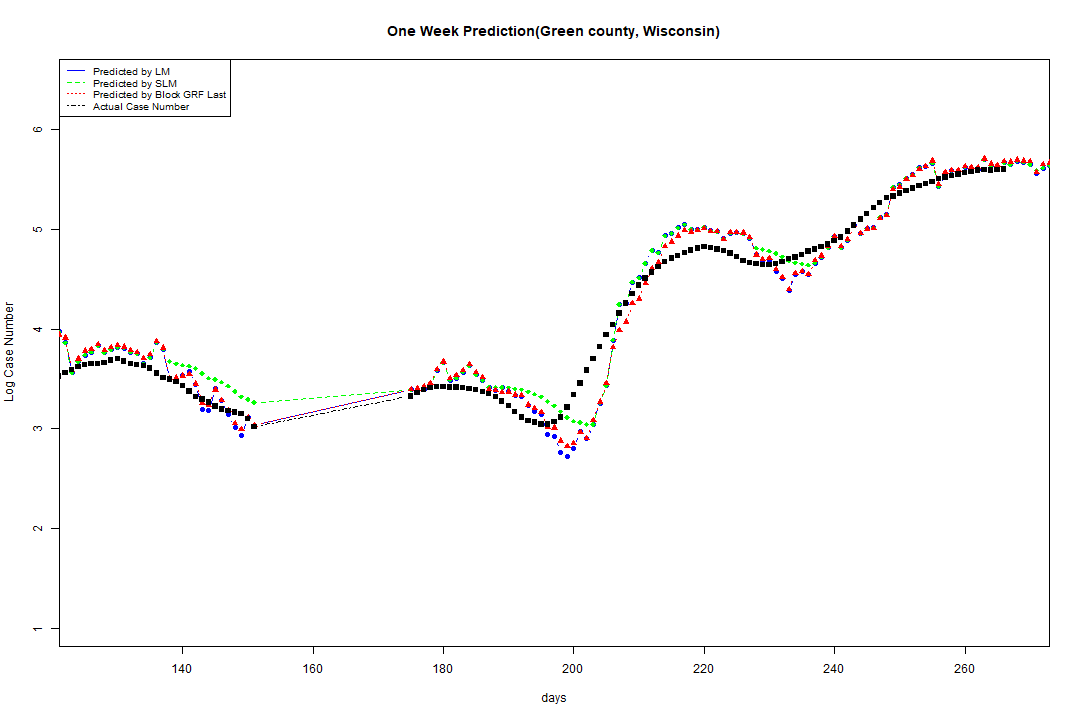 One Week Prediction(Green county, Wisconsin)
Predicted by LM
Predicted by SLM
Predicted by Block GRF Last
Actual Case Number
Log Case Number
6
5
4
3
2
1
140 160 180 200 220 240 260
days